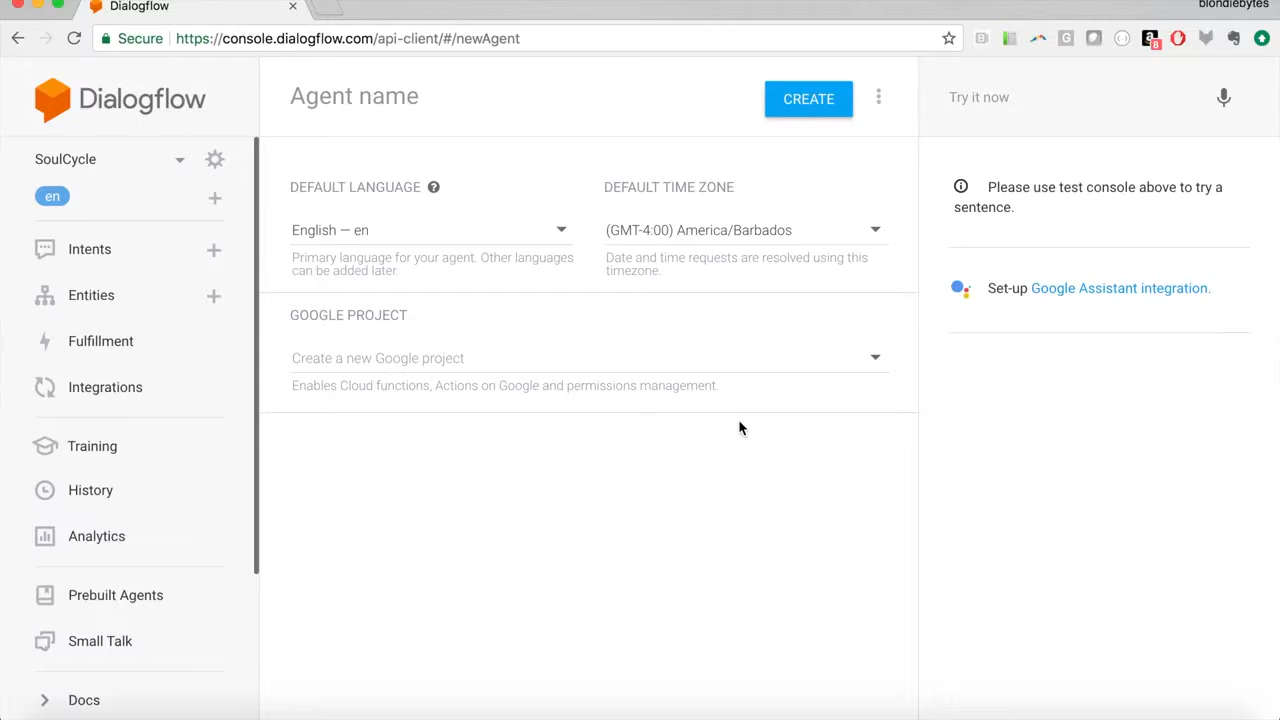 Dialogflow
blondiebytes
Secure
https://console.dialogflow.com/api-client/#/newAgent
8
Dialogflow
Agent name
CREATE
Try it now
SoulCycle
en
DEFAULT LANGUAGE
DEFAULT TIME ZONE
Please use test console above to try a
sentence.
English — en
(GMT-4:00) America/Barbados
Primary language for your agent. Other languages
can be added later.
Date and time requests are resolved using this
timezone.
Intents
Entities
Set-up Google Assistant integration.
GOOGLE PROJECT
Fulfillment
Create a new Google project
Integrations
Enables Cloud functions, Actions on Google and permissions management.
Training
History
Analytics
Prebuilt Agents
Small Talk
Docs